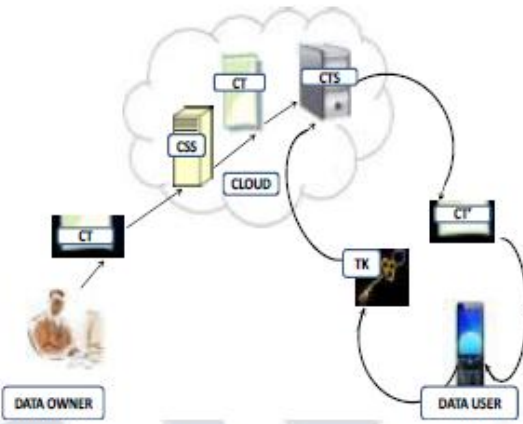 CT
CTS
CSS
CLOUD
CT
CT'
TK
DATA OWNER
DATA USER